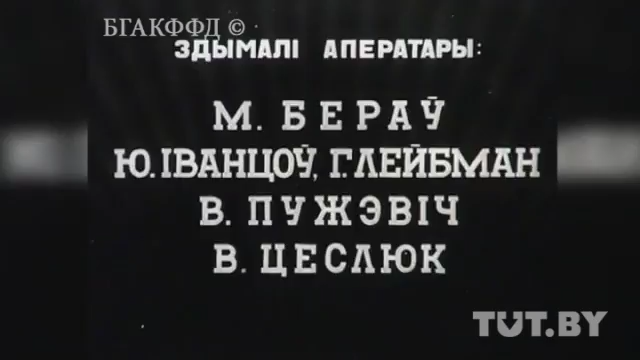 БГАКФФД ©
ЗДЫМАЛІ АПЕРАТАРЫ:
М. БЕРАЎ
Ю. ІВАНЦОЎ, Г. ЛЕЙБМАН
В. ПУЖЭВІЧ
В. ЦЕСЛЮК
TUT.BY